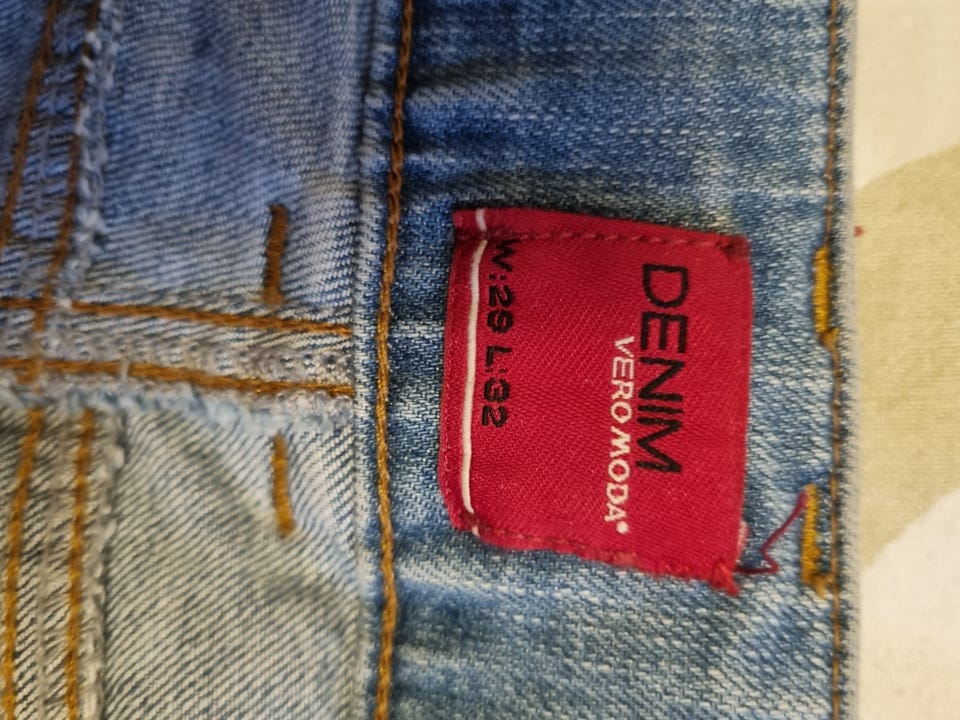 DENIM
VERO MODA®
W:29 L:32